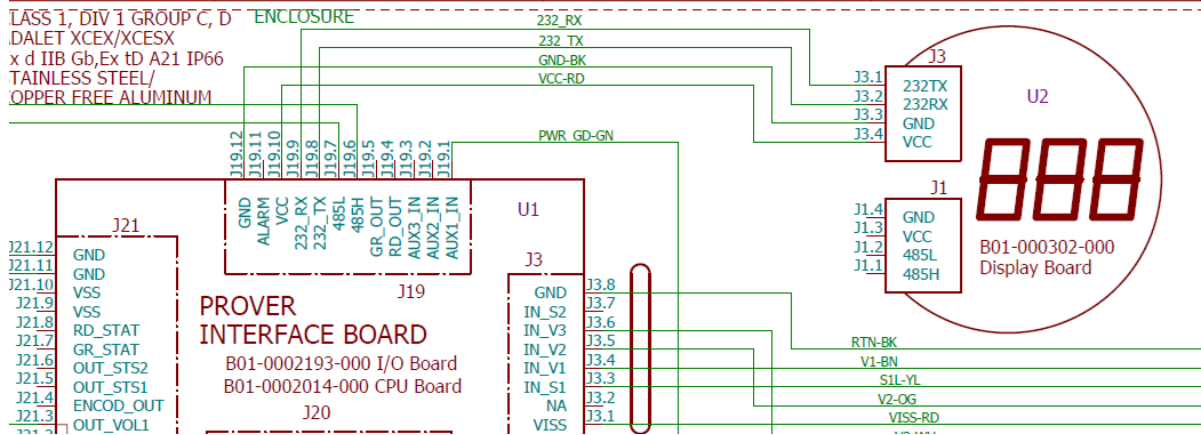 LASS 1, DIV 1 GROUP C, D
ENCLOSURE
DALET XCEX/XCESX
x d IIB Gb,Ex tD A21 IP66
TAINLESS STEEL/
OPPER FREE ALUMINUM
232_RX
232_TX
GND-BK
VCC-RD
PWR_GD-GN
J19.12
J19.11
J19.10
J19.9
J19.8
J19.7
J19.6
J19.5
J19.4
J19.3
J19.2
J19.1
GND
ALARM
VCC
232_RX
232_TX
485L
485H
GR_OUT
RD_OUT
AUX3_IN
AUX2_IN
AUX1_IN
J19
U1
J3
J3.1 232TX
J3.2 232RX
J3.3 GND
J3.4 VCC
U2
888
J1
J1.4 GND
J1.3 VCC
J1.2 485L
J1.1 485H
B01-000302-000
Display Board
J21
J21.12 GND
J21.11 GND
J21.10 VSS
J21.9 VSS
J21.8 RD_STAT
J21.7 GR_STAT
J21.6 OUT_STS2
J21.5 OUT_STS1
J21.4 ENCOD_OUT
J21.3 OUT_VOL1
PROVER
INTERFACE BOARD
B01-0002193-000 I/O Board
B01-0002014-000 CPU Board
J20
J3
GND J3.8
IN_S2 J3.7
IN_V3 J3.6
IN_V2 J3.5
IN_V1 J3.4
IN_S1 J3.3
NA J3.2
VISS J3.1
RTN-BK
V1-BN
S1L-YL
V2-OG
VISS-RD